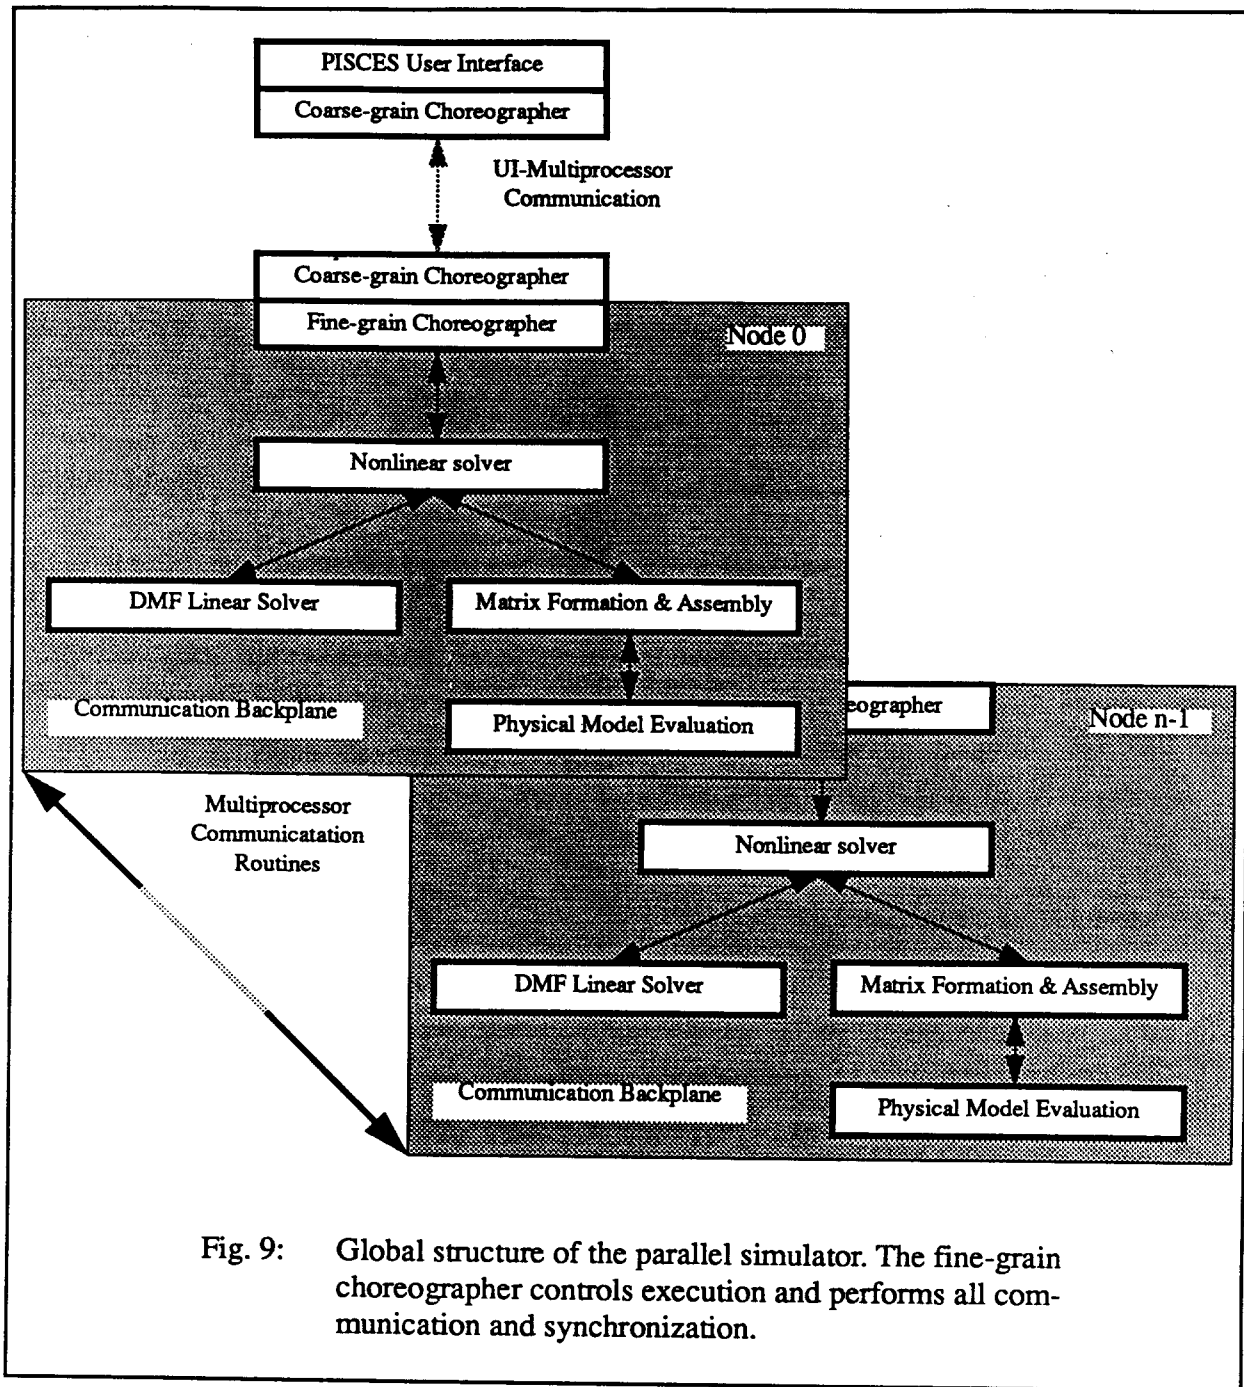 PISCES User Interface
Coarse-grain Choreographer
UI-Multiprocessor
Communication
Coarse-grain Choreographer
Fine-grain Choreographer
Node 0
Nonlinear solver
DMF Linear Solver
Matrix Formation & Assembly
Communication Backplane
Physical Model Evaluation
eographer
Node n-1
Multiprocessor
Communicatation
Routines
Nonlinear solver
DMF Linear Solver
Matrix Formation & Assembly
Communication Backplane
Physical Model Evaluation
Fig. 9: Global structure of the parallel simulator. The fine-grain
choreographer controls execution and performs all com-
munication and synchronization.